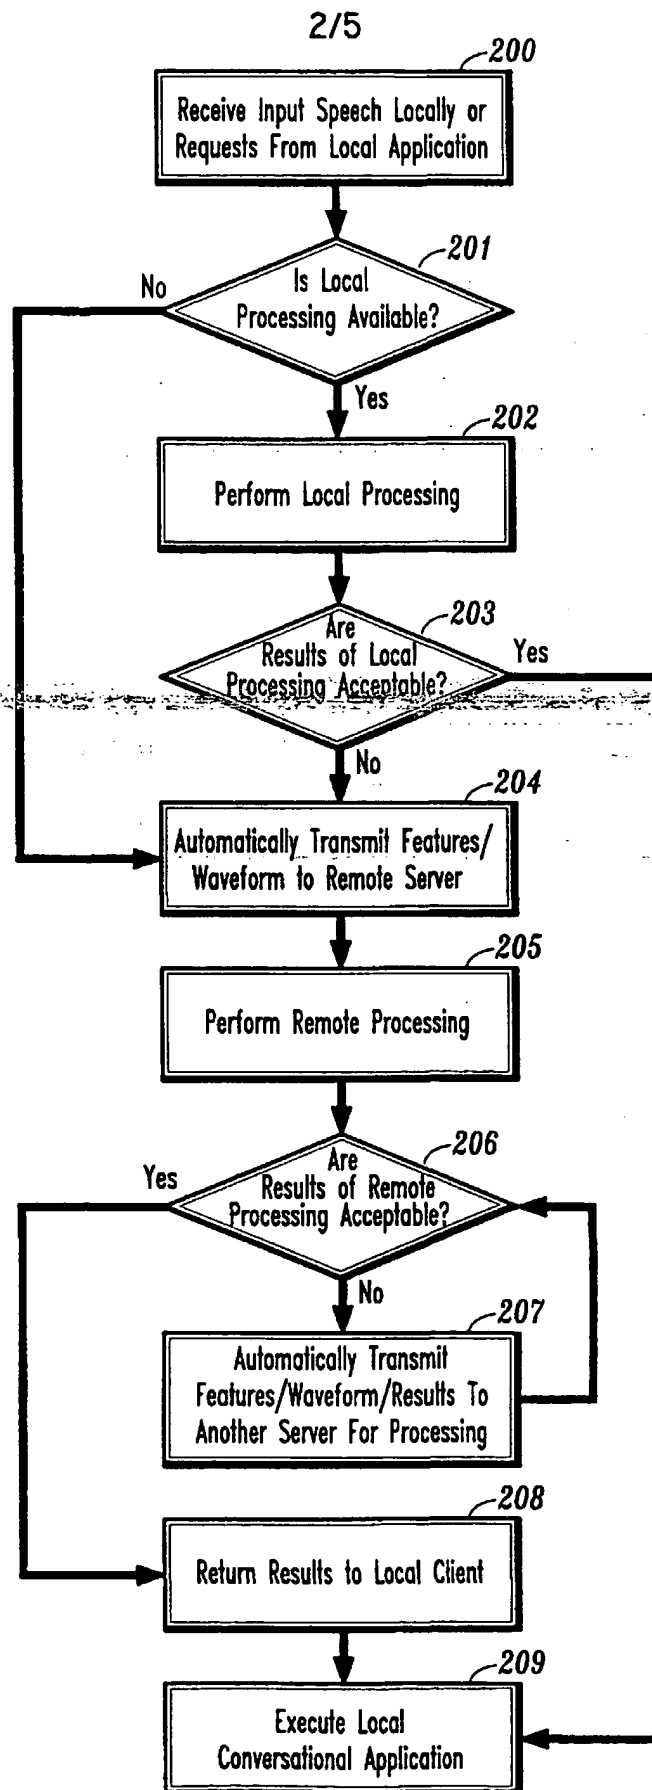 2/5
200
Receive Input Speech Locally or
Requests From Local Application
201
Is Local
Processing Available?
No
Yes
202
Perform Local Processing
203
Are
Results of Local
Processing Acceptable?
Yes
No
204
Automatically Transmit Features/
Waveform to Remote Server
205
Perform Remote Processing
206
Are
Results of Remote
Processing Acceptable?
Yes
No
207
Automatically Transmit
Features/Waveform/Results To
Another Server For Processing
208
Return Results to Local Client
209
Execute Local
Conversational Application